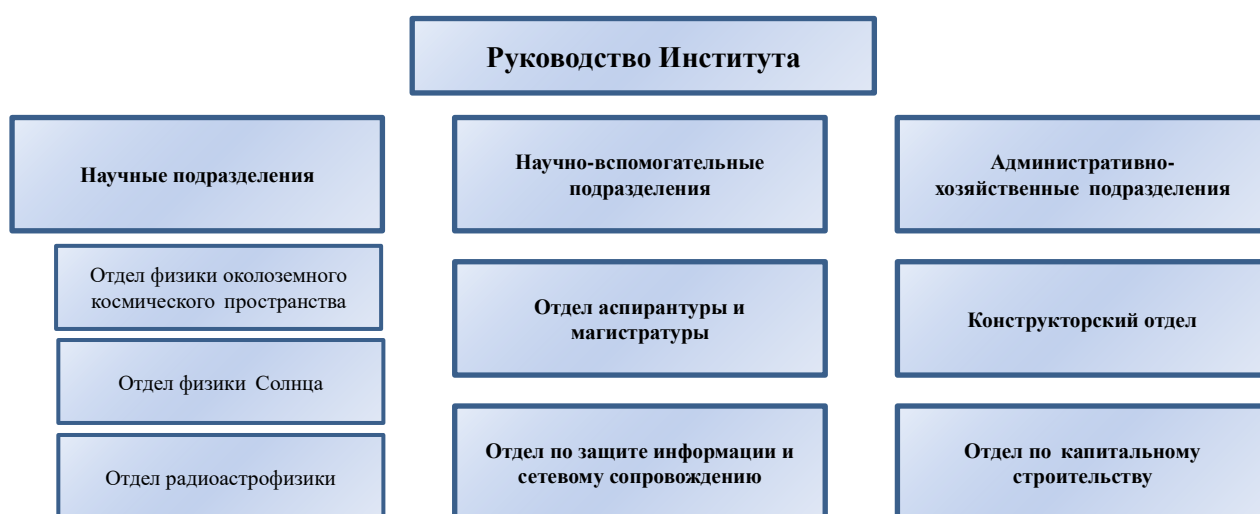 Руководство Института
Научные подразделения
Научно-вспомогательные
подразделения
Административно-
хозяйственные подразделения
Отдел физики околоземного
космического пространства
Отдел аспирантуры и
магистратуры
Конструкторский отдел
Отдел физики Солнца
Отдел радиоастрофизики
Отдел по защите информации и
сетевому сопровождению
Отдел по капитальному
строительству